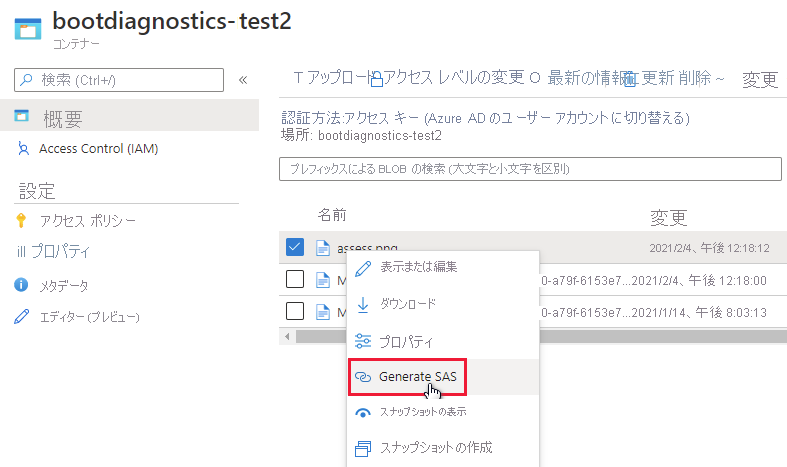 bootdiagnostics-test2
コンテナー
検索 (Ctrl+/)
«
T アップロード アクセス レベルの変更 O 最新の情報に更新 削除 ~ 変更
概要
Access Control (IAM)
設定
アクセス ポリシー
ill プロパティ
メタデータ
エディター (プレビュー)
認証方法:アクセス キー (Azure AD のユーザー アカウントに切り替える)
場所: bootdiagnostics-test2
プレフィックスによる BLOB の検索 (大文字と小文字を区別)
名前 変更
assess.png 2021/2/4、午後 12:18:12
M 0-a79f-6153e7...2021/2/4、午後 12:18:00
M 0-a79f-6153e7...2021/1/14、午後 8:03:13
表示または編集
ダウンロード
プロパティ
Generate SAS
スナップショットの表示
スナップショットの作成